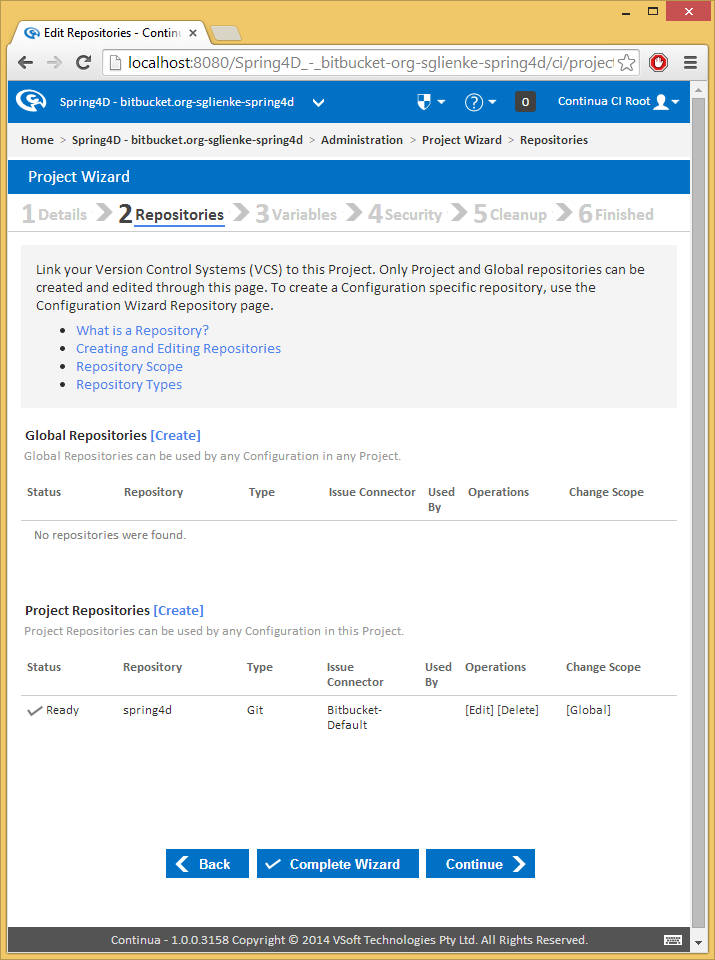 Edit Repositories - Continu
localhost:8080/Spring4D_-_bitbucket-org-sglienke-spring4d/ci/project
Spring4D - bitbucket.org-sglienke-spring4d
0
Continua CI Root
Home > Spring4D - bitbucket.org-sglienke-spring4d > Administration > Project Wizard > Repositories
Project Wizard
1 Details 2 Repositories 3 Variables 4 Security 5 Cleanup 6 Finished
Link your Version Control Systems (VCS) to this Project. Only Project and Global repositories can be
created and edited through this page. To create a Configuration specific repository, use the
Configuration Wizard Repository page.
• What is a Repository?
• Creating and Editing Repositories
• Repository Scope
• Repository Types
Global Repositories [Create]
Global Repositories can be used by any Configuration in any Project.
Status Repository Type Issue Connector Used By Operations Change Scope
No repositories were found.
Project Repositories [Create]
Project Repositories can be used by any Configuration in this Project.
Status Repository Type Issue Connector Used By Operations Change Scope
Ready spring4d Git Bitbucket-Default [Edit] [Delete] [Global]
Back Complete Wizard Continue
Continua - 1.0.0.3158 Copyright © 2014 VSoft Technologies Pty Ltd. All Rights Reserved.